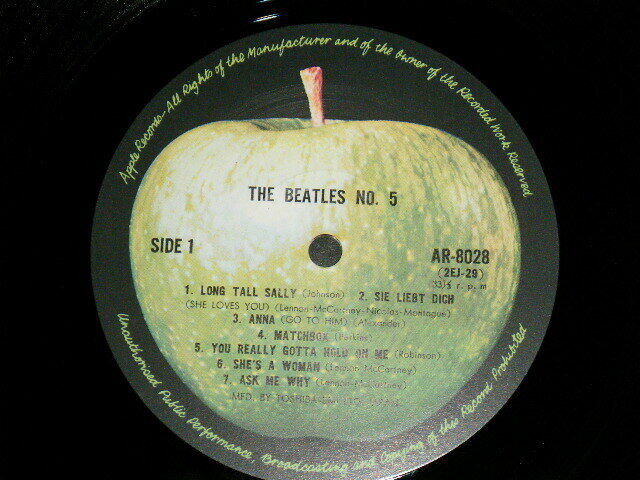 Apple Records—All Rights of the Manufacturer and of the Owner of the Recorded Work Reserved
THE BEATLES NO. 5
SIDE 1
AR-8028
(2EJ-29)
33⅓ r. p. m
1. LONG TALL SALLY (Johnson) 2. SIE LIEBT DICH
(SHE LOVES YOU) (Lennon-McCartney-Nicolas-Montague)
3. ANNA (GO TO HIM) (Alexander)
4. MATCHBOX (Perkins)
5. YOU REALLY GOTTA HOLD ON ME (Robinson)
6. SHE'S A WOMAN (Lennon-McCartney)
7. ASK ME WHY (Lennon-McCartney)
MFD. BY TOSHIBA EMI LTD.
Unauthorised Public Performance, Broadcasting and Copying of this Record Prohibited